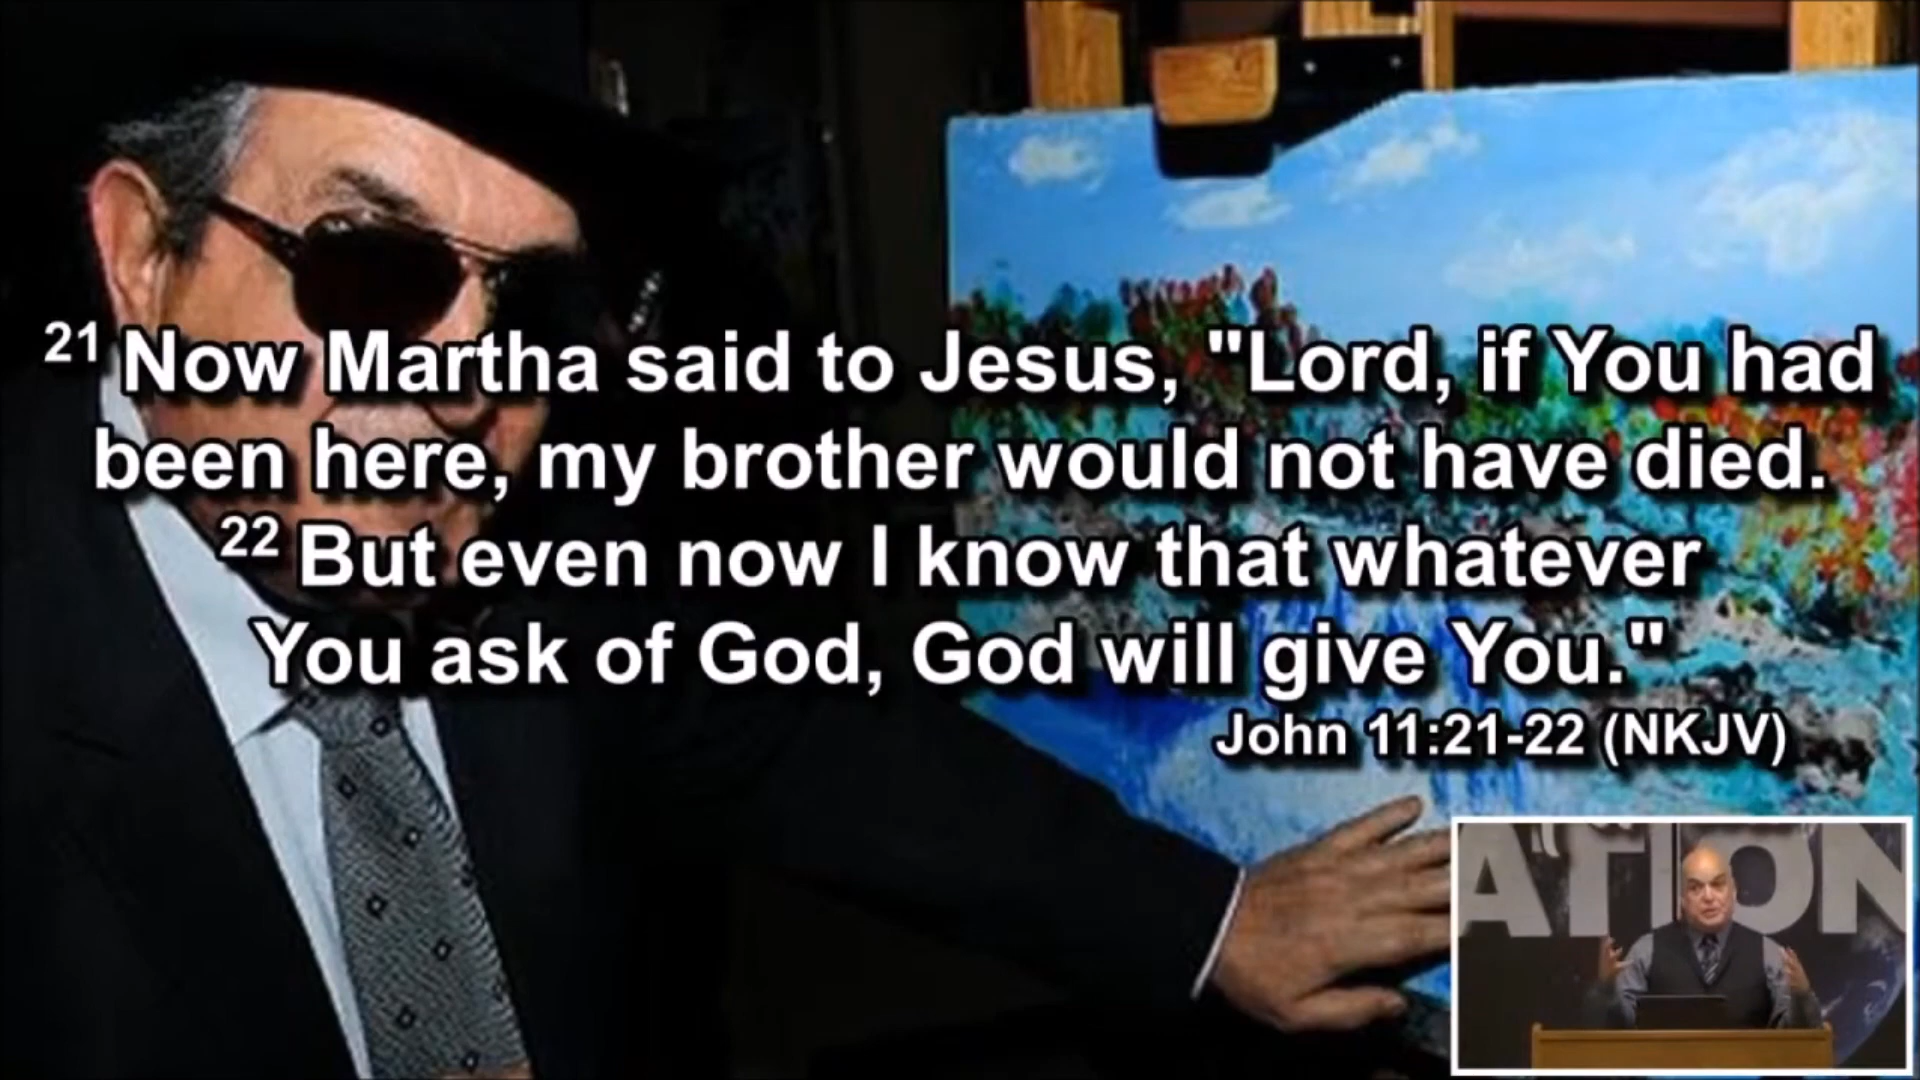 21 Now Martha said to Jesus, "Lord, if You had
been here, my brother would not have died.
22 But even now I know that whatever
You ask of God, God will give You."
John 11:21-22 (NKJV)
ATION